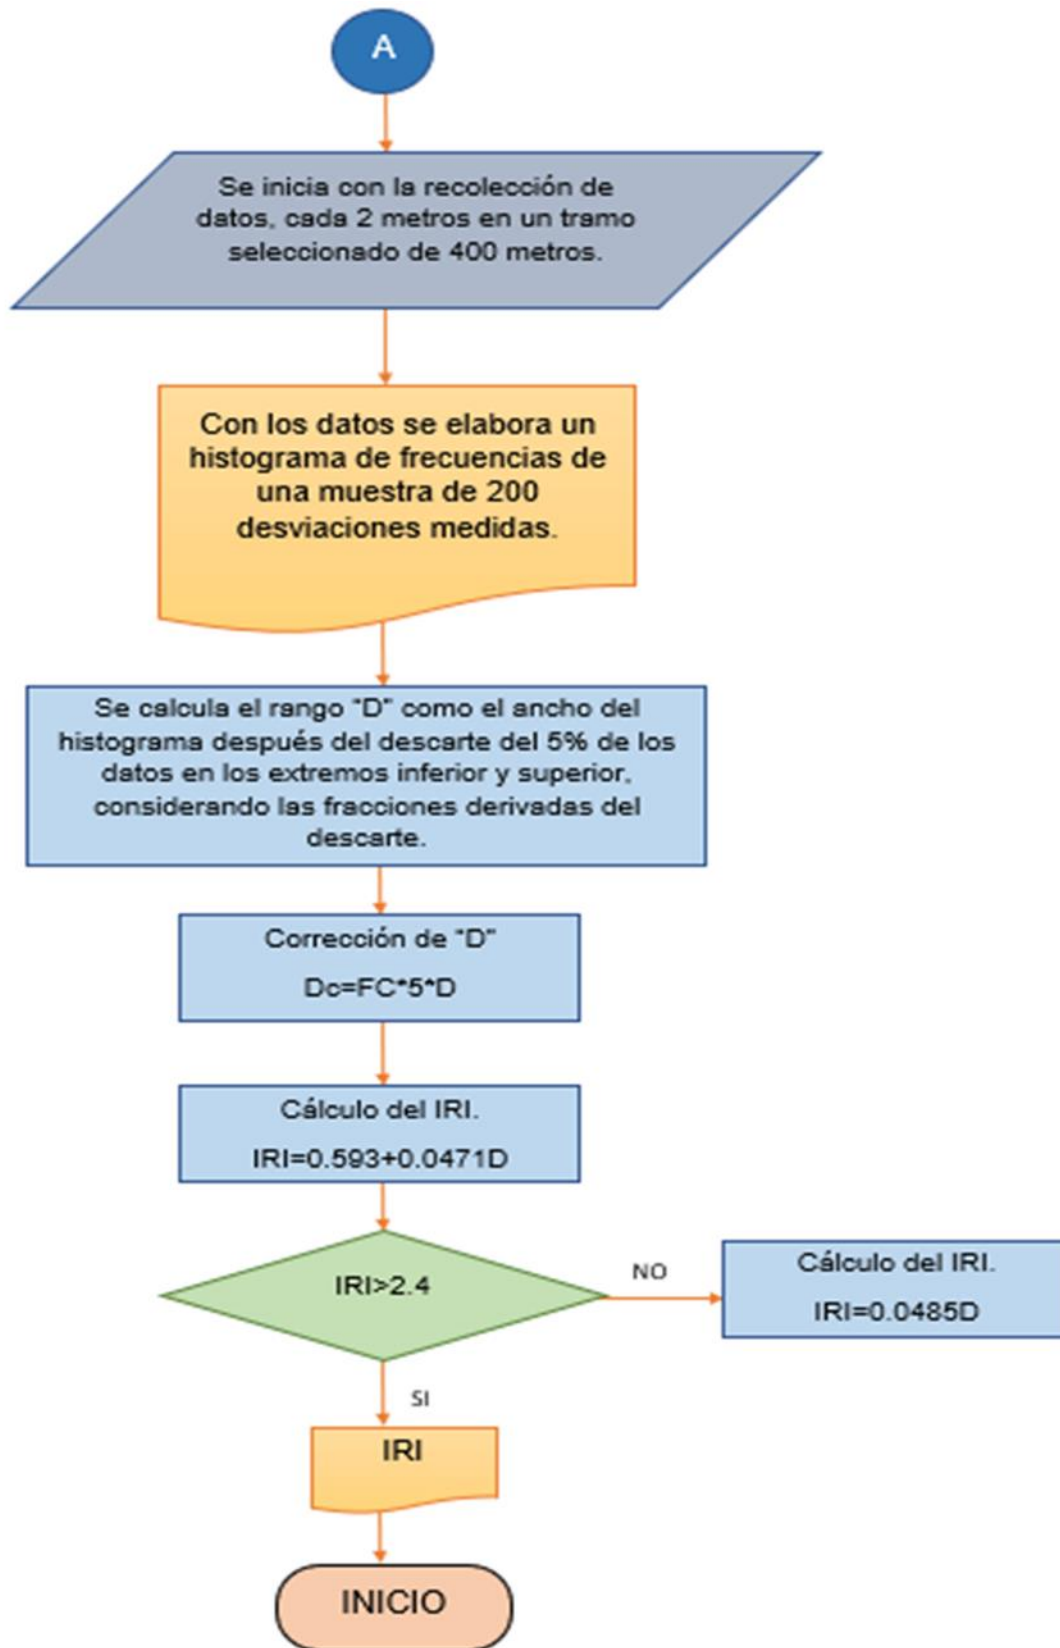 A
Se inicia con la recolección de
datos, cada 2 metros en un tramo
seleccionado de 400 metros.
Con los datos se elabora un
histograma de frecuencias de
una muestra de 200
desviaciones medidas.
Se calcula el rango "D" como el ancho del
histograma después del descarte del 5% de los
datos en los extremos inferior y superior,
considerando las fracciones derivadas del
descarte.
Corrección de "D"
Dc=FC*5*D
Cálculo del IRI.
IRI=0.593+0.0471D
IRI>2.4
NO
Cálculo del IRI.
IRI=0.0485D
SI
IRI
INICIO